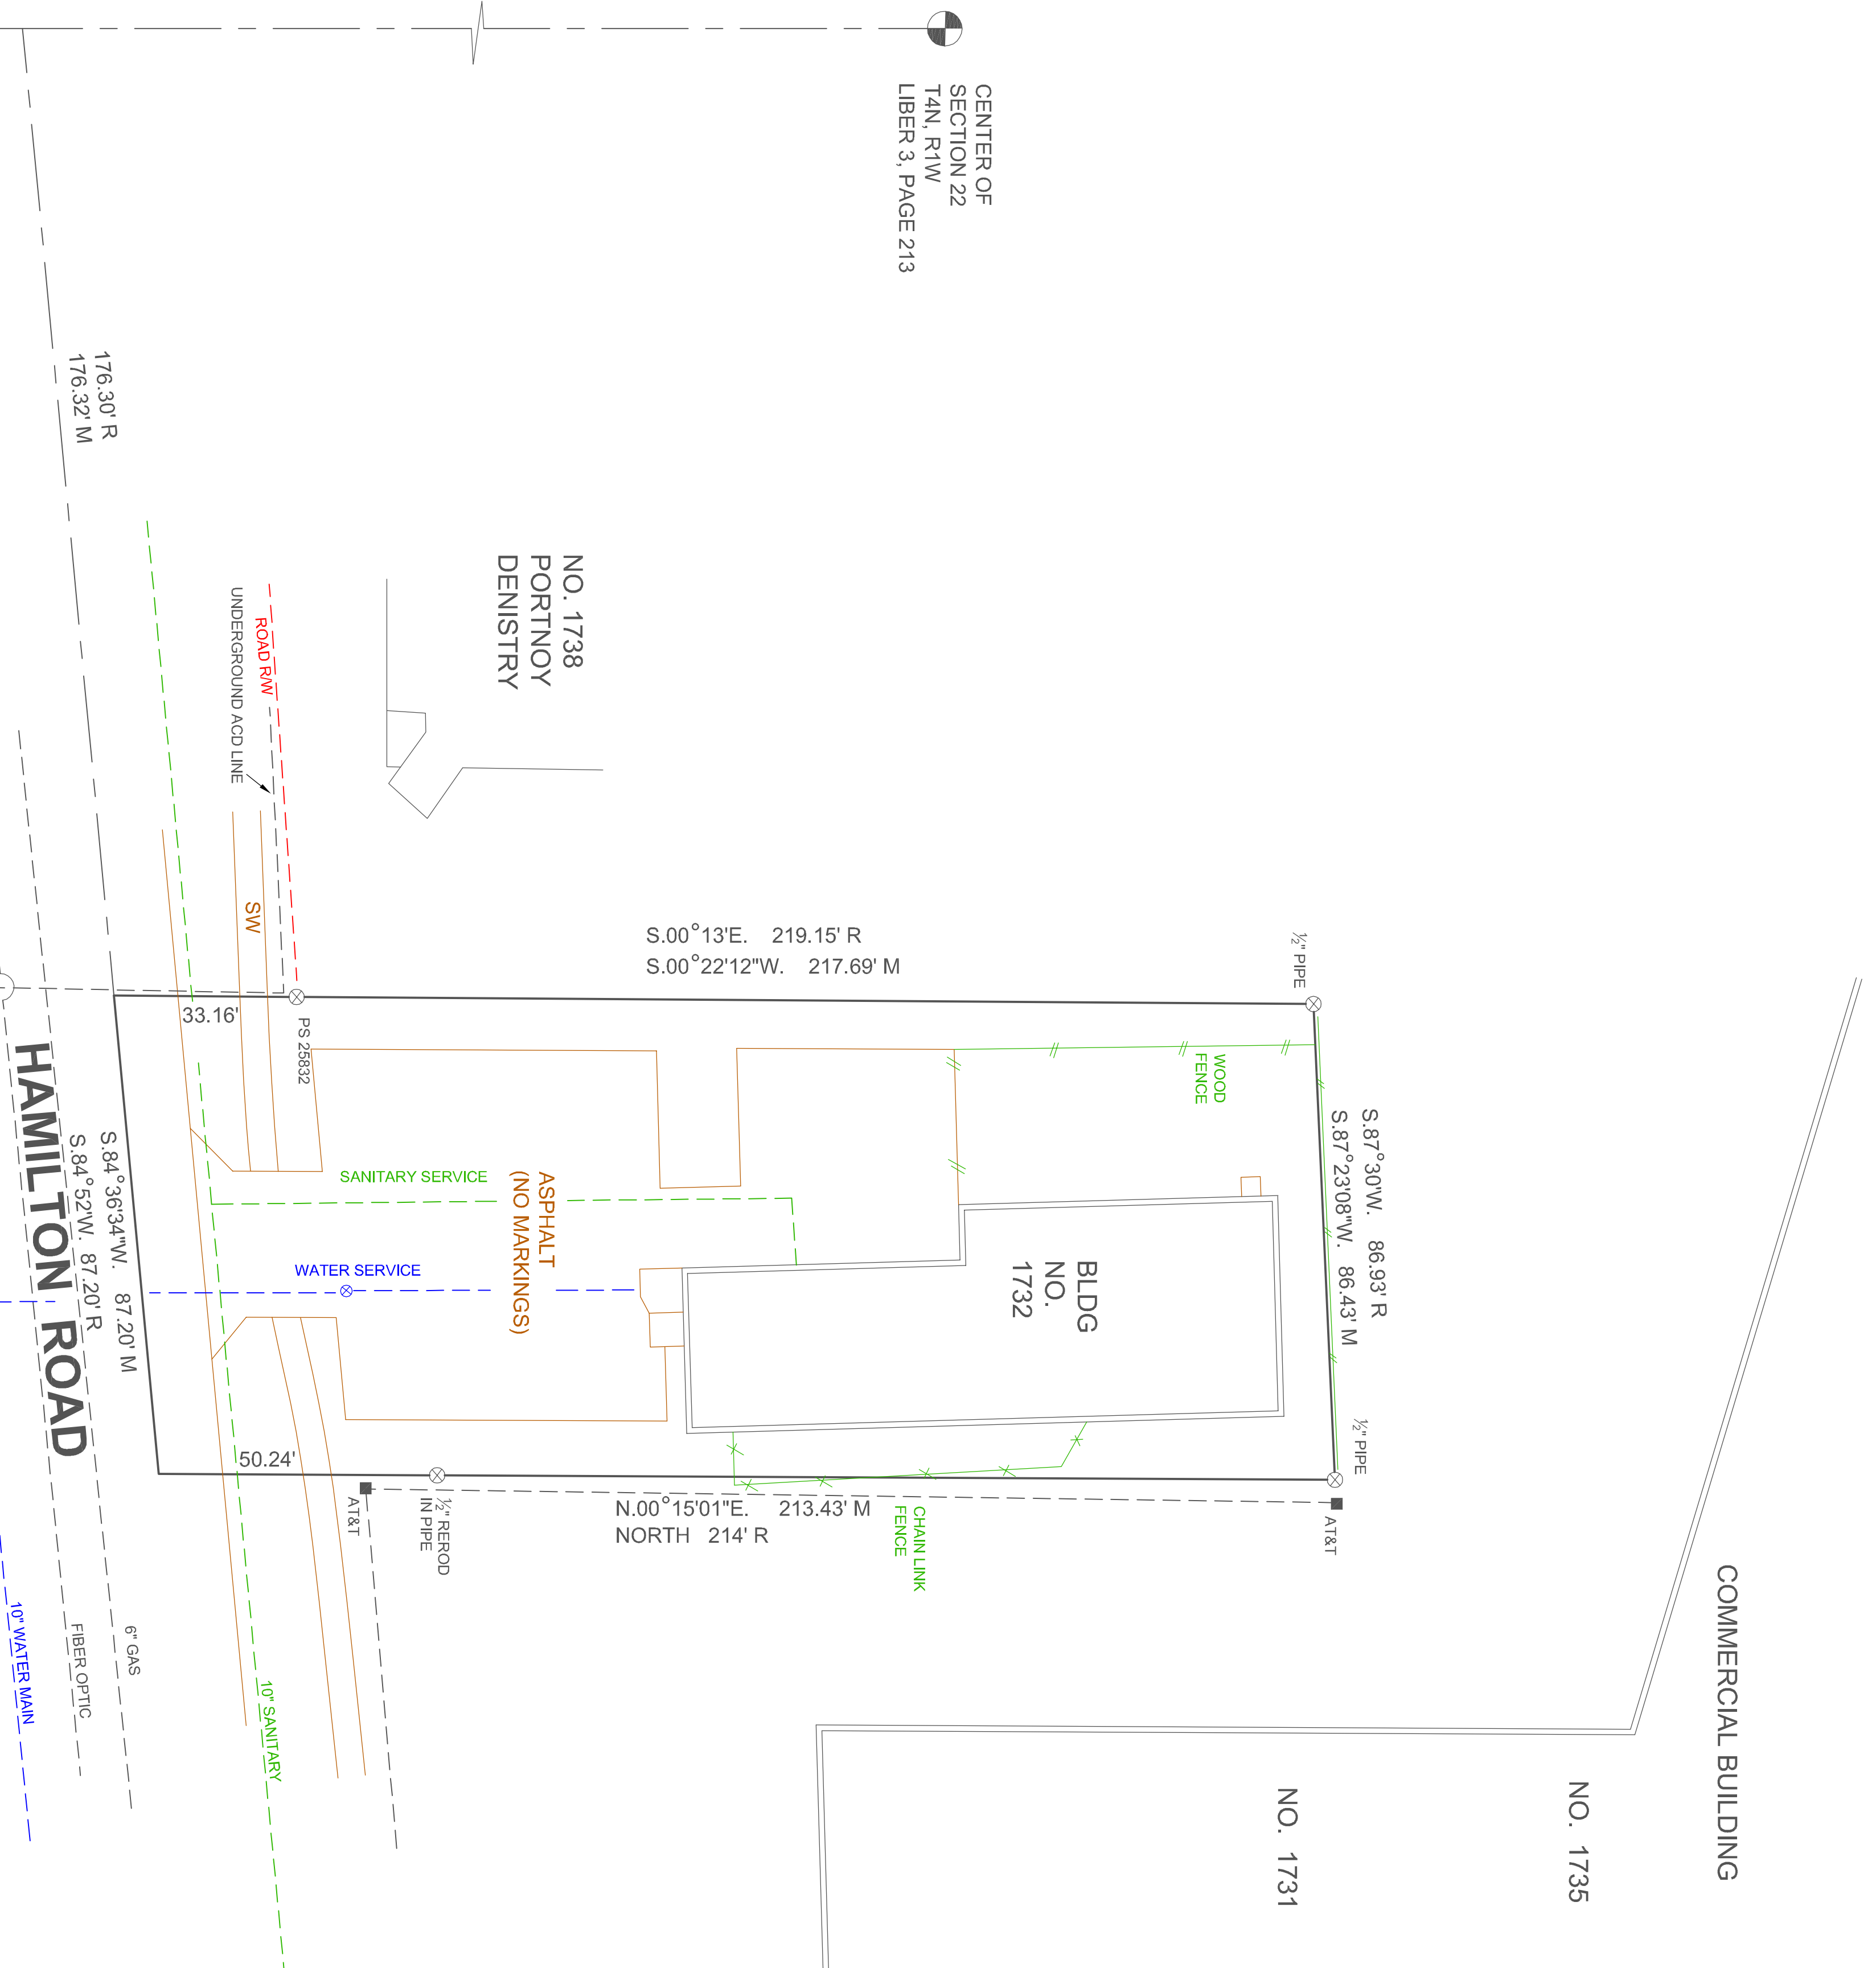 CENTER OF
SECTION 22
T4N, R1W
LIBER 3, PAGE 213
176.30' R
176.32' M
NO. 1738
PORTNOY
DENISTRY
ROAD R/W
UNDERGROUND ACD LINE
SW
S.00°13'E. 219.15' R
S.00°22'12"W. 217.69' M
½" PIPE
33.16'
PS 25832
WOOD
FENCE
S.87°30'W. 86.93' R
S.87°23'08"W. 86.43' M
SANITARY SERVICE
ASPHALT
(NO MARKINGS)
WATER SERVICE
BLDG
NO.
1732
S.84°36'34"W. 87.20' M
S.84°52'W. 87.20' R
HAMILTON ROAD
50.24'
½" PIPE
AT&T
½" REROD
IN PIPE
N.00°15'01"E. 213.43' M
NORTH 214' R
CHAIN LINK
FENCE
AT&T
6" GAS
FIBER OPTIC
10" WATER MAIN
10" SANITARY
COMMERCIAL BUILDING
NO. 1735
NO. 1731